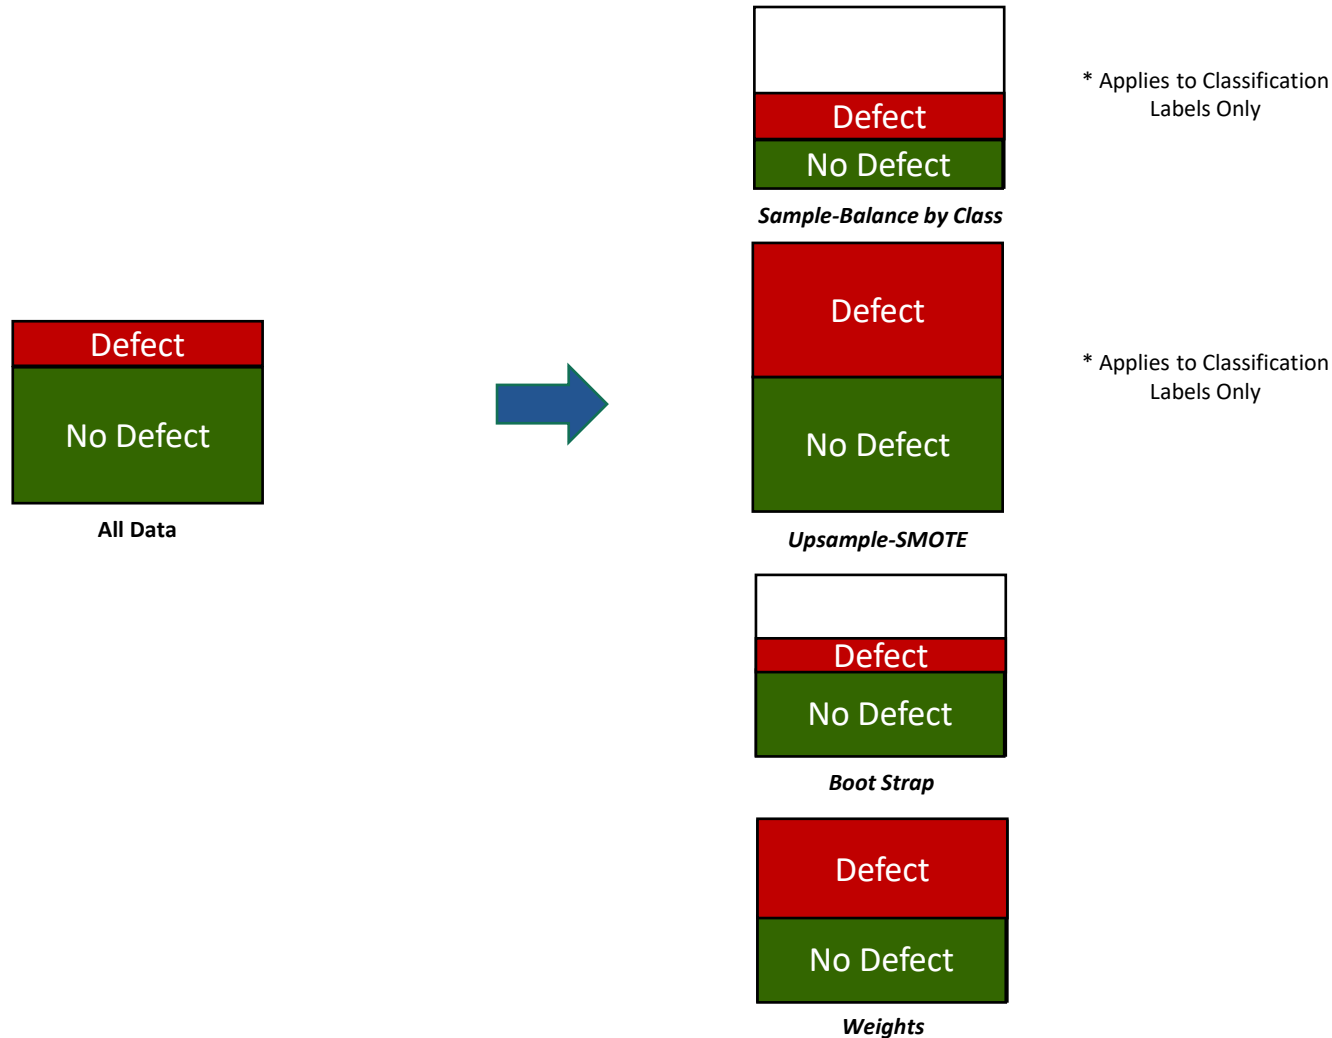 Defect
No Defect
All Data
Defect
No Defect
Sample-Balance by Class
* Applies to Classification
Labels Only
Defect
No Defect
Upsample-SMOTE
* Applies to Classification
Labels Only
Defect
No Defect
Boot Strap
Defect
No Defect
Weights